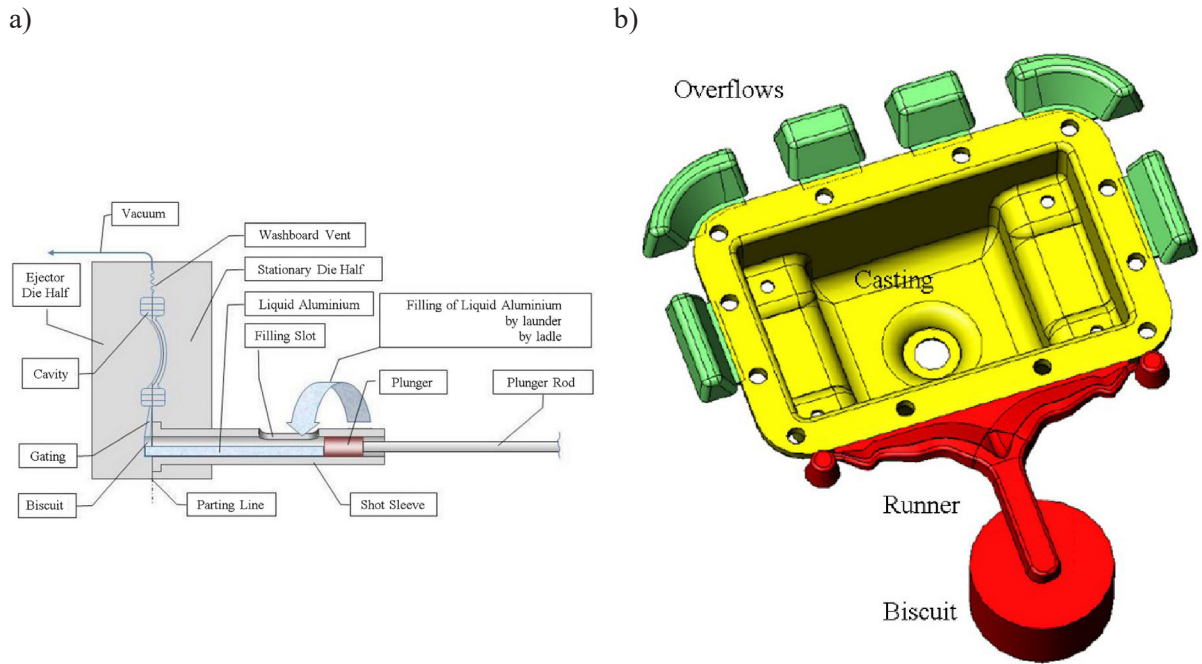 a)
b)
Vacuum
Washboard Vent
Ejector
Die Half
Stationary Die Half
Liquid Aluminium
Filling of Liquid Aluminium
by launder
by ladle
Filling Slot
Cavity
Plunger
Plunger Rod
Gating
Biscuit
Parting Line
Shot Sleeve
Overflows
Casting
Runner
Biscuit